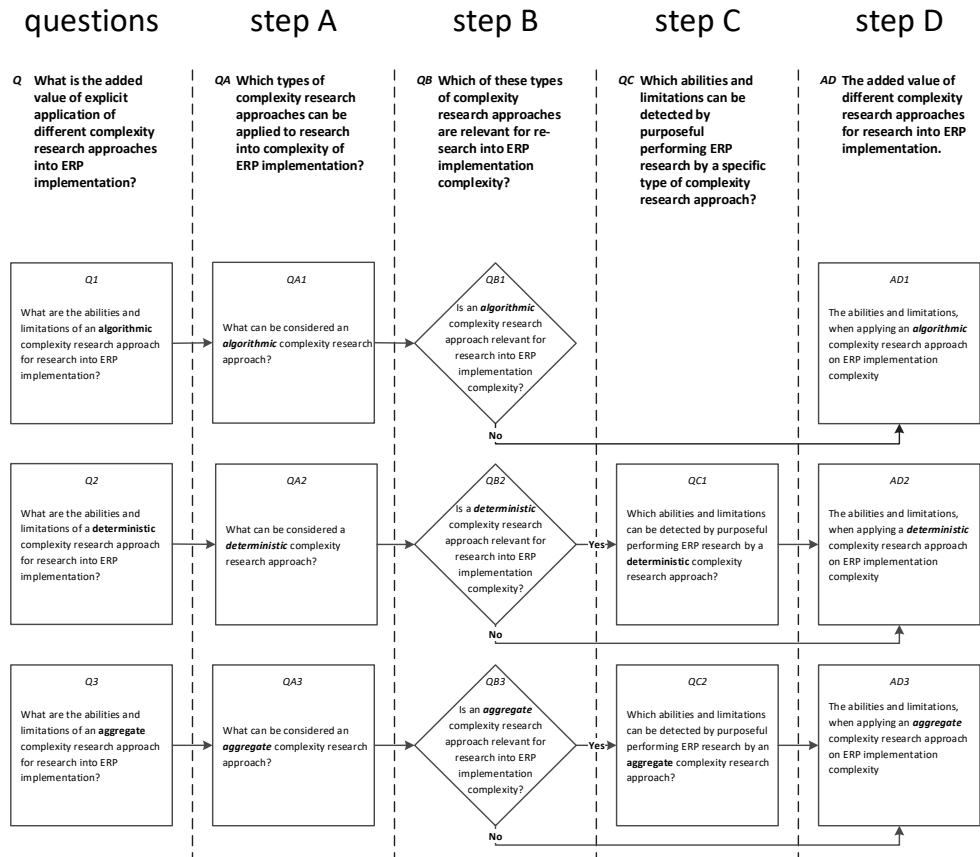 questions
step A
step B
step C
step D
Q What is the added
value of explicit
application of
different complexity
research approaches
into ERP
implementation?
QA Which types of
complexity research
approaches can be
applied to research
into complexity of
ERP implementation?
QB Which of these types
of complexity
research approaches
are relevant for re-
search into ERP
implementation
complexity?
QC Which abilities and
limitations can be
detected by
purposeful
performing ERP
research by a specific
type of complexity
research approach?
AD The added value of
different complexity
research approaches
for research into ERP
implementation.
Q1
What are the abilities and
limitations of an algorithmic
complexity research approach
for research into ERP
implementation?
QA1
What can be considered an
algorithmic complexity research
approach?
QB1
Is an algorithmic
complexity research
approach relevant for
research into ERP
implementation
complexity?
No
AD1
The abilities and limitations,
when applying an algorithmic
complexity research approach
on ERP implementation
complexity
Q2
What are the abilities and
limitations of a deterministic
complexity research approach
for research into ERP
implementation?
QA2
What can be considered a
deterministic complexity
research approach?
QB2
Is a deterministic
complexity research
approach relevant for
research into ERP
implementation
complexity?
Yes
No
QC1
Which abilities and limitations
can be detected by purposeful
performing ERP research by a
deterministic complexity
research approach?
AD2
The abilities and limitations,
when applying a deterministic
complexity research approach
on ERP implementation
complexity
Q3
What are the abilities and
limitations of an aggregate
complexity research approach
for research into ERP
implementation?
QA3
What can be considered an
aggregate complexity research
approach?
QB3
Is an aggregate
complexity research
approach relevant for
research into ERP
implementation
complexity?
Yes
No
QC2
Which abilities and limitations
can be detected by purposeful
performing ERP research by an
aggregate complexity research
approach?
AD3
The abilities and limitations,
when applying an aggregate
complexity research approach
on ERP implementation
complexity